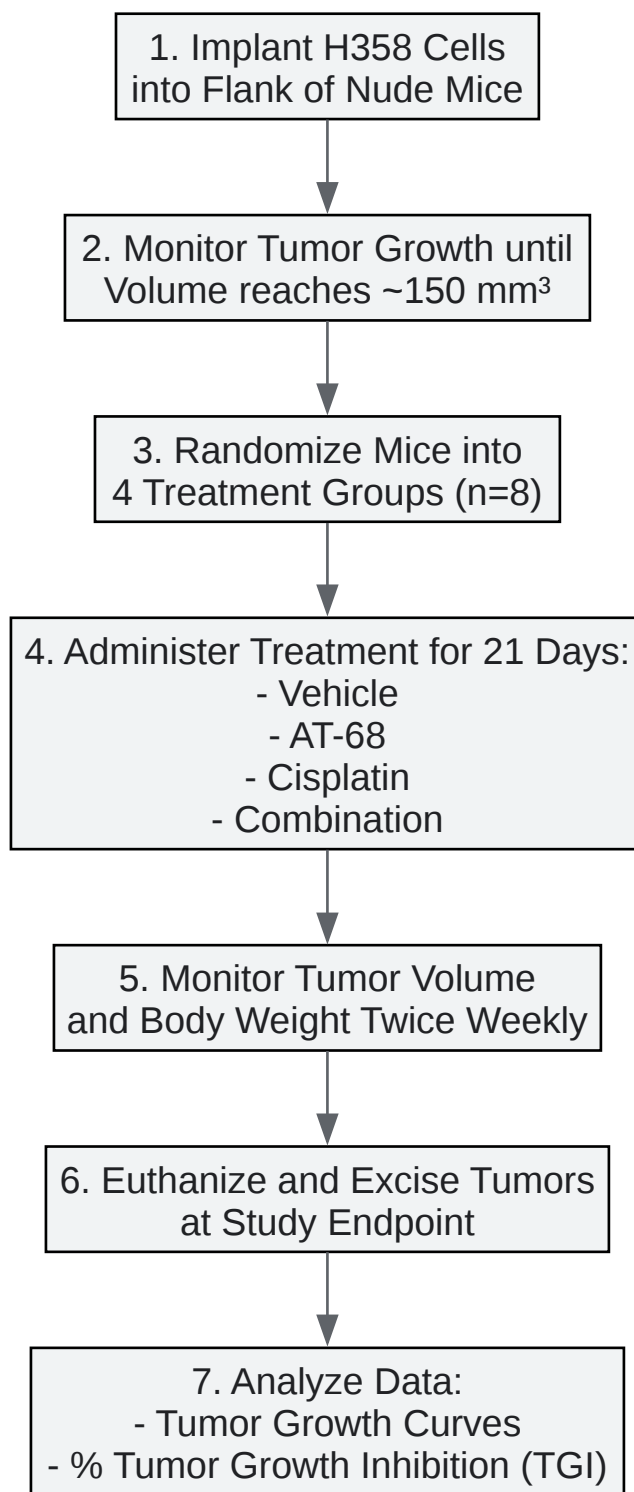 1. Implant H358 Cells
into Flank of Nude Mice
2. Monitor Tumor Growth until
Volume reaches ~150 mm³
3. Randomize Mice into
4 Treatment Groups (n=8)
4. Administer Treatment for 21 Days:
- Vehicle
- AT-68
- Cisplatin
- Combination
5. Monitor Tumor Volume
and Body Weight Twice Weekly
6. Euthanize and Excise Tumors
at Study Endpoint
7. Analyze Data:
- Tumor Growth Curves
- % Tumor Growth Inhibition (TGI)